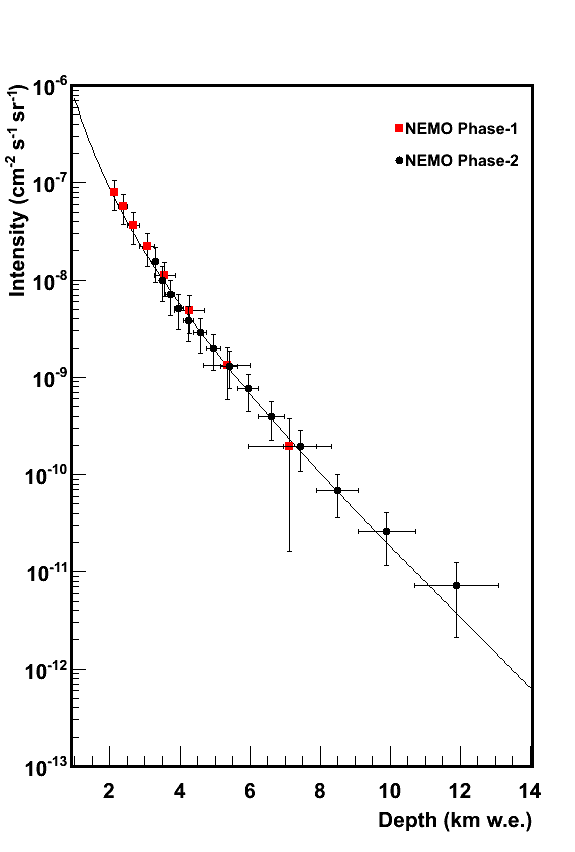 Intensity (cm⁻² s⁻¹ sr⁻¹)
10⁻⁶
10⁻⁷
10⁻⁸
10⁻⁹
10⁻¹⁰
10⁻¹¹
10⁻¹²
10⁻¹³
NEMO Phase-1
NEMO Phase-2
2 4 6 8 10 12 14
Depth (km w.e.)